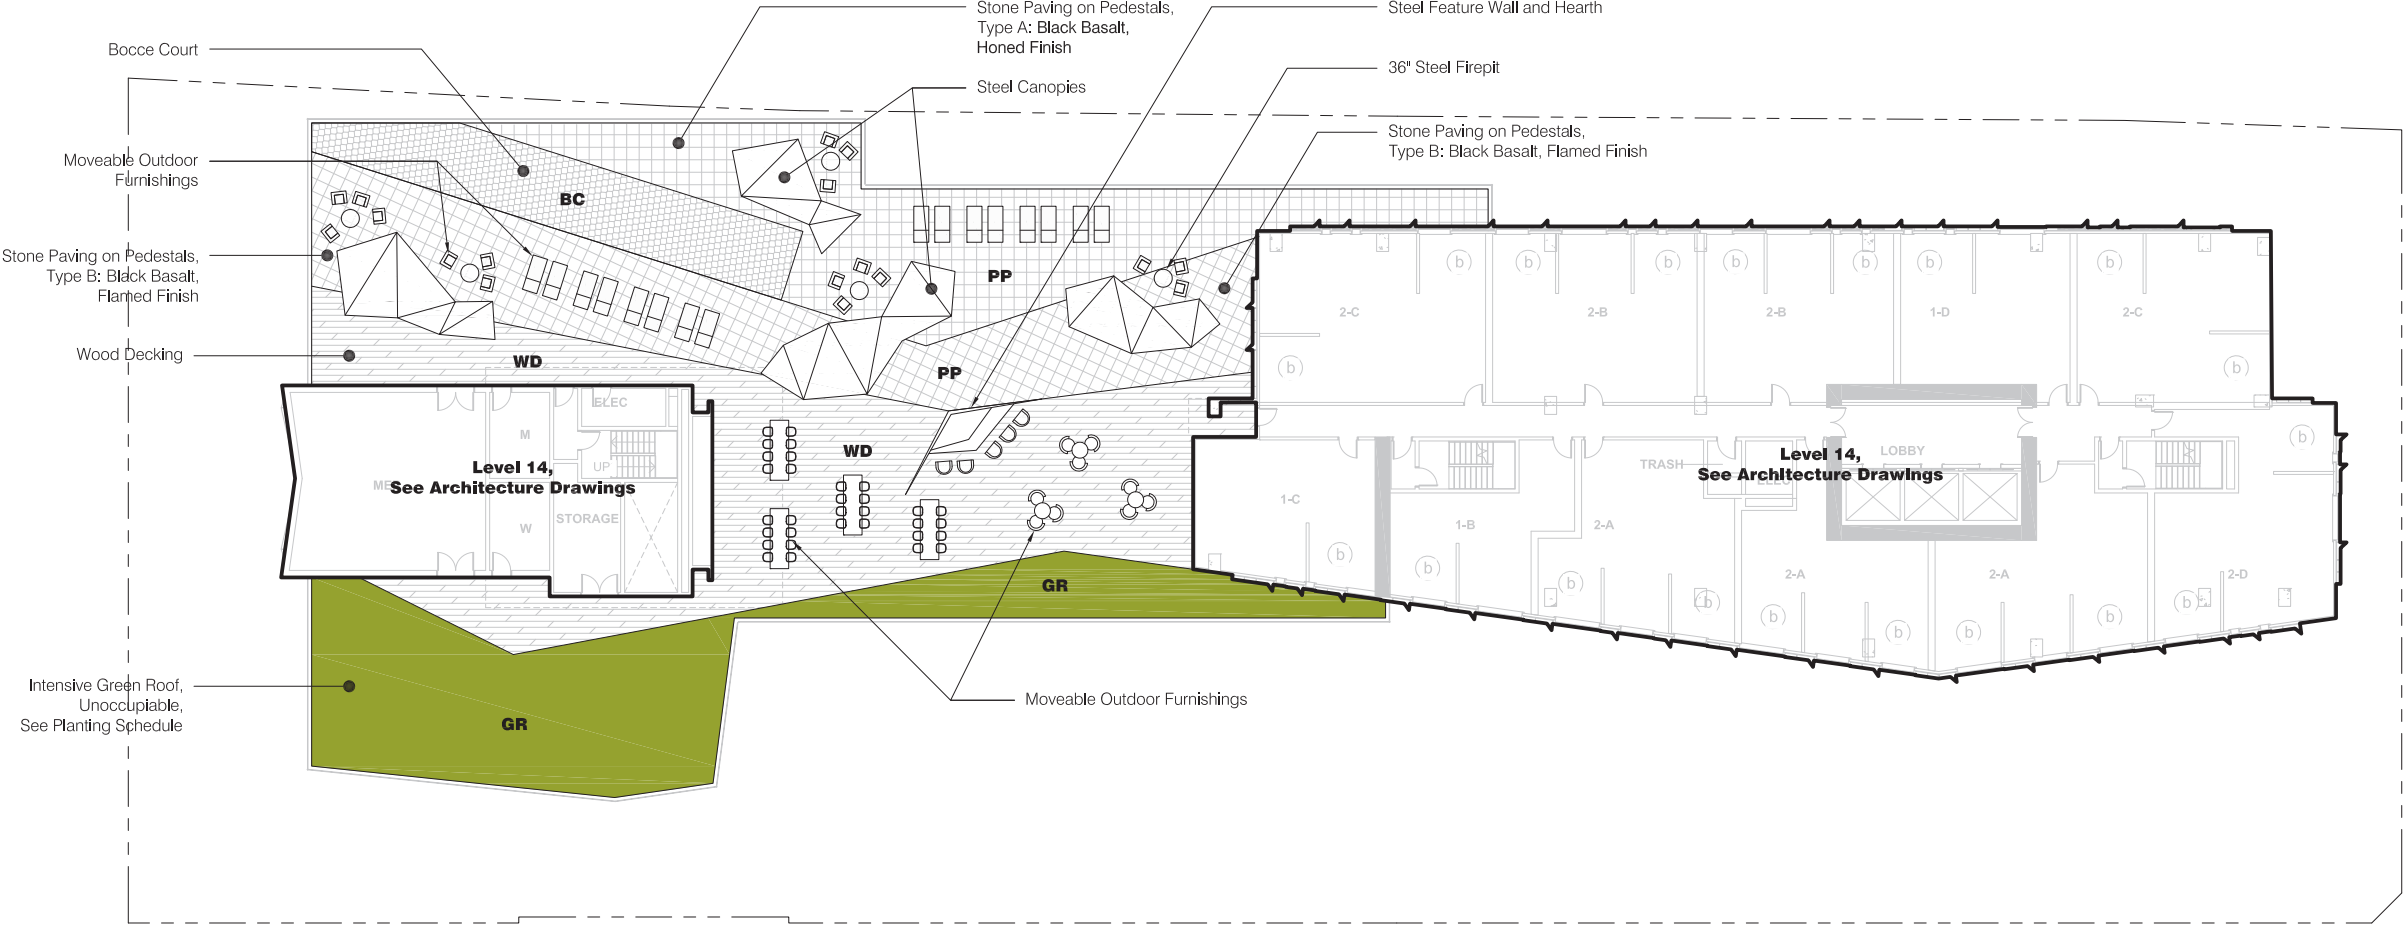 Stone Paving on Pedestals,
Type A: Black Basalt,
Honed Finish
Steel Feature Wall and Hearth
Bocce Court
36" Steel Firepit
Steel Canopies
Stone Paving on Pedestals,
Type B: Black Basalt, Flamed Finish
Moveable Outdoor
Furnishings
BC
Stone Paving on Pedestals,
Type B: Black Basalt,
Flamed Finish
PP
b
b
b
b
b
b
b
2-C
2-B
2-B
1-D
2-C
Wood Decking
WD
PP
b
b
ELEC
M
WD
UP
Level 14,
See Architecture Drawings
W
STORAGE
b
TRASH
LOBBY
Level 14,
See Architecture Drawings
ELEC
1-C
1-B
2-A
b
b
b
2-A
2-A
2-D
GR
b
b
b
b
b
b
b
Intensive Green Roof,
Unoccupiable,
See Planting Schedule
Moveable Outdoor Furnishings
GR